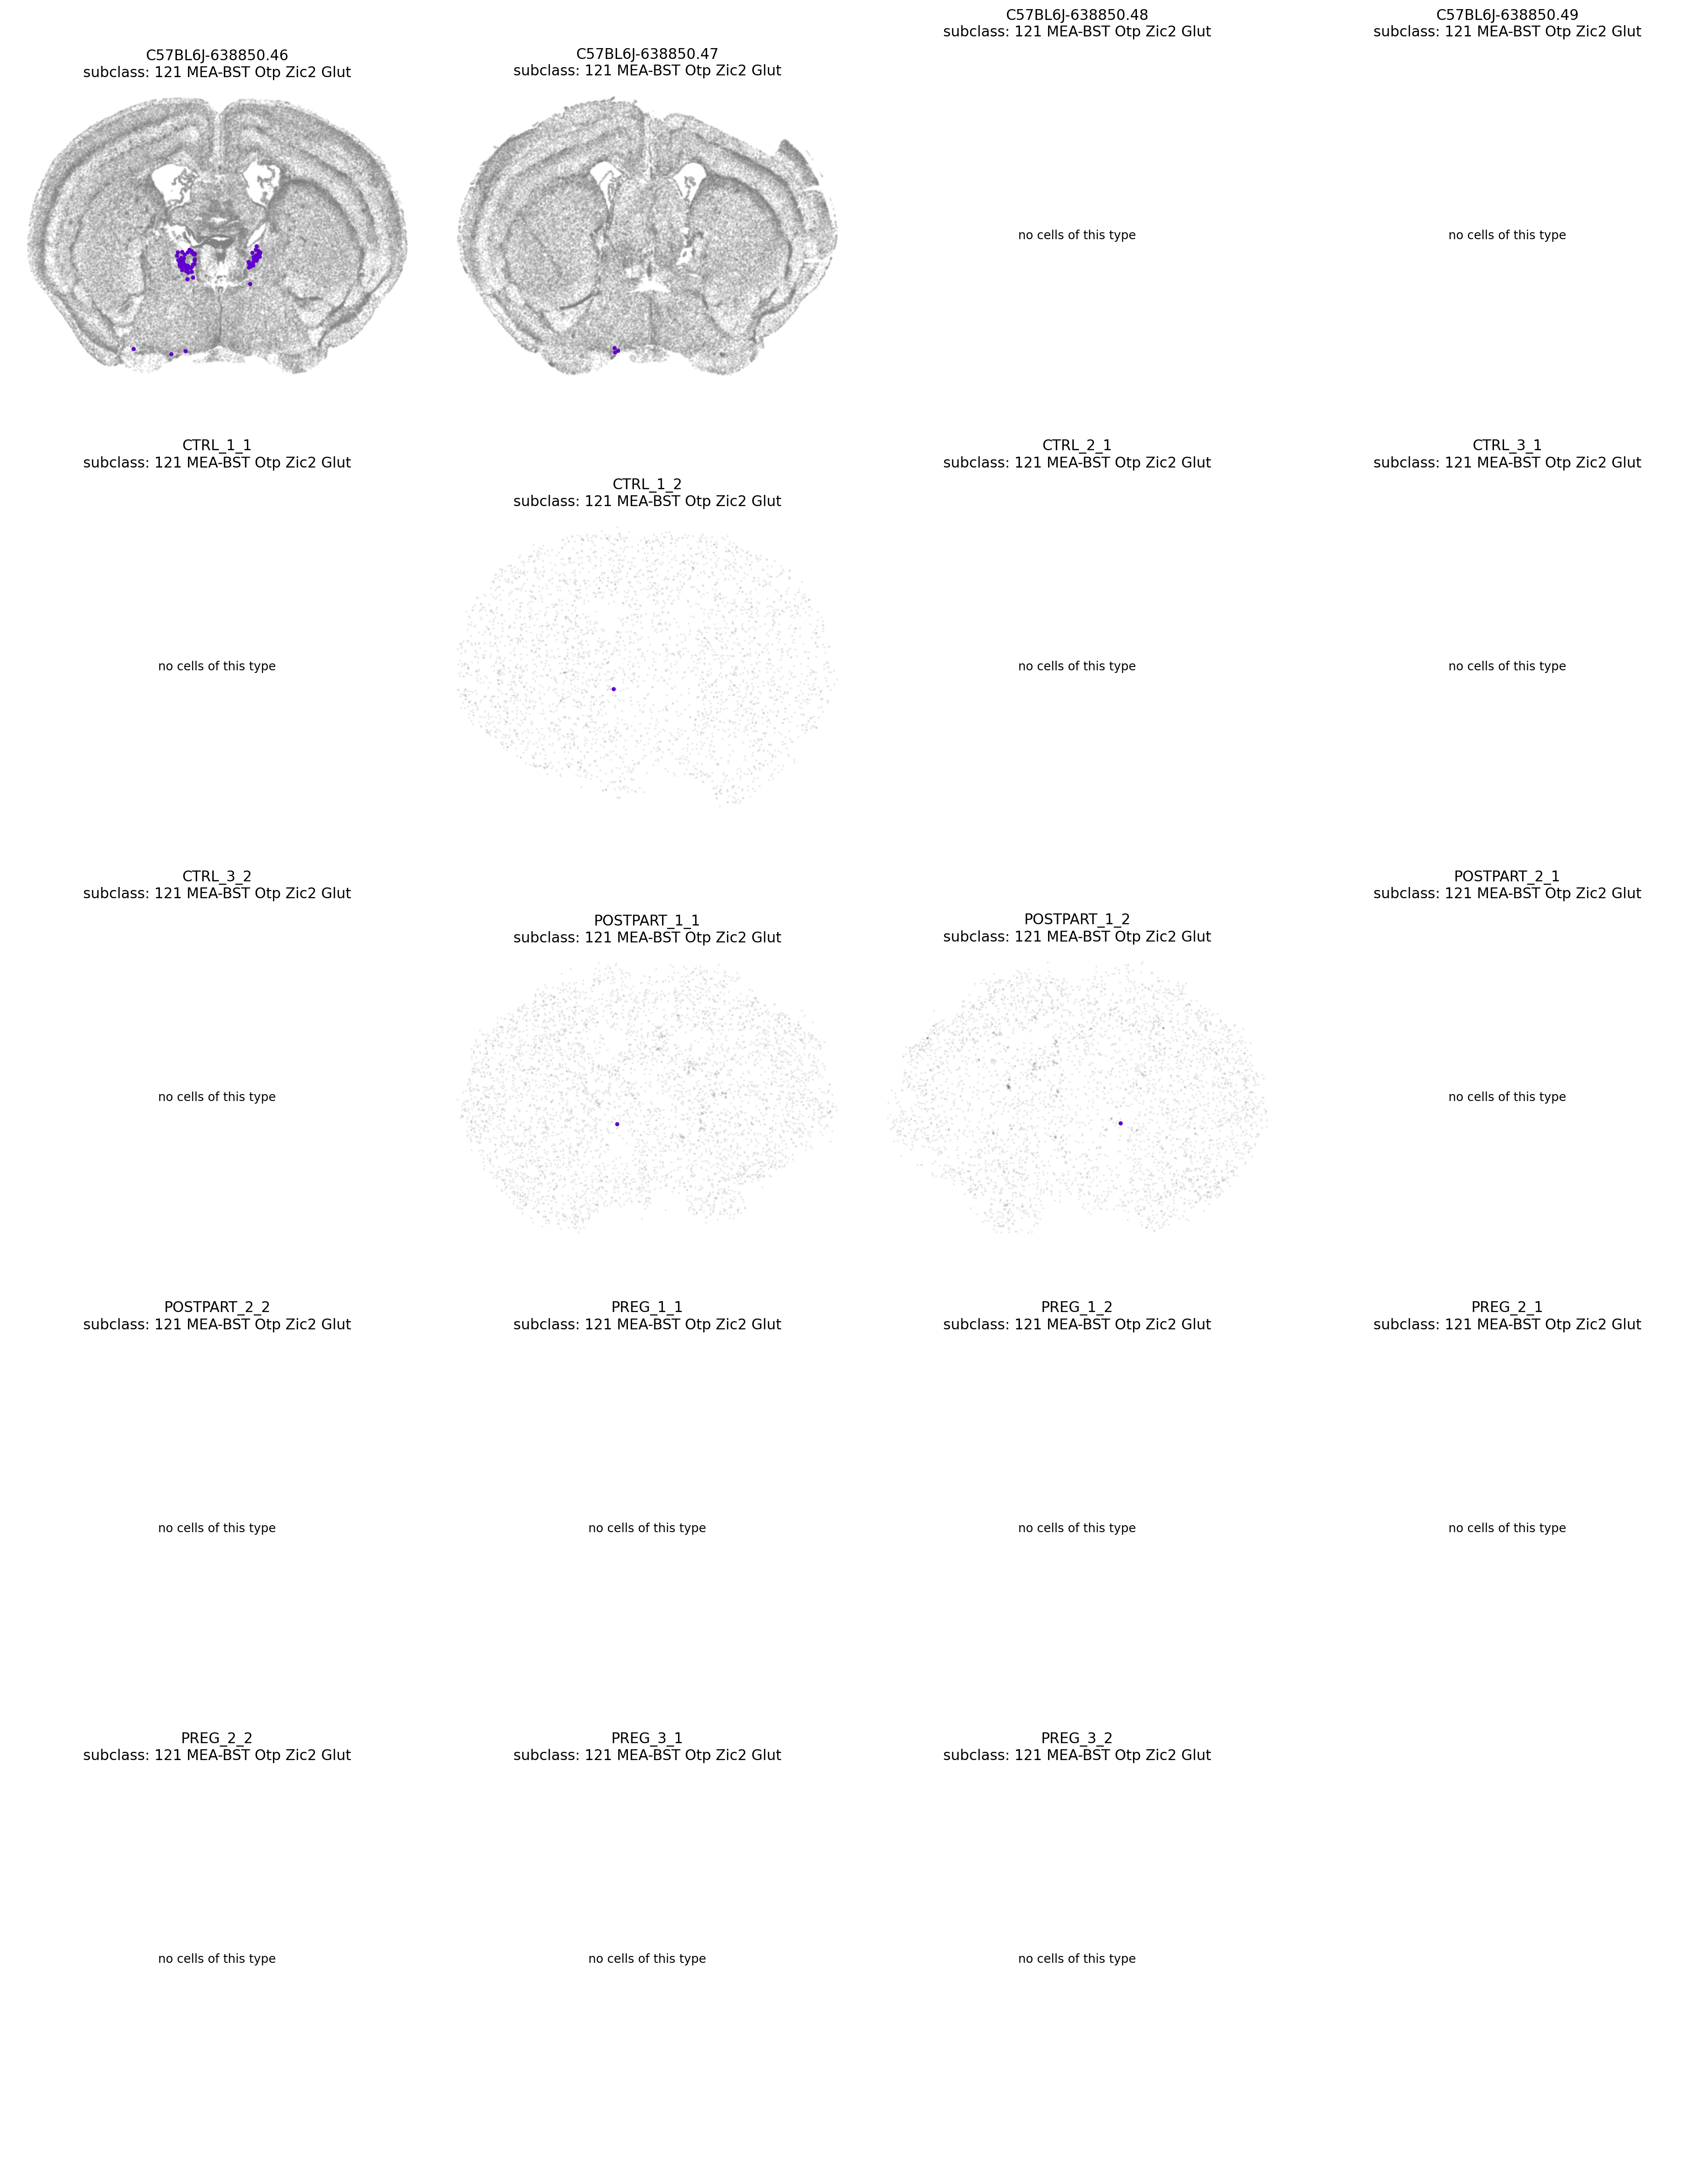 C57BL6J-638850.46
subclass: 121 MEA-BST Otp Zic2 Glut
C57BL6J-638850.47
subclass: 121 MEA-BST Otp Zic2 Glut
C57BL6J-638850.48
subclass: 121 MEA-BST Otp Zic2 Glut
no cells of this type
C57BL6J-638850.49
subclass: 121 MEA-BST Otp Zic2 Glut
no cells of this type
CTRL_1_1
subclass: 121 MEA-BST Otp Zic2 Glut
no cells of this type
CTRL_1_2
subclass: 121 MEA-BST Otp Zic2 Glut
CTRL_2_1
subclass: 121 MEA-BST Otp Zic2 Glut
no cells of this type
CTRL_3_1
subclass: 121 MEA-BST Otp Zic2 Glut
no cells of this type
CTRL_3_2
subclass: 121 MEA-BST Otp Zic2 Glut
no cells of this type
POSTPART_1_1
subclass: 121 MEA-BST Otp Zic2 Glut
POSTPART_1_2
subclass: 121 MEA-BST Otp Zic2 Glut
POSTPART_2_1
subclass: 121 MEA-BST Otp Zic2 Glut
no cells of this type
POSTPART_2_2
subclass: 121 MEA-BST Otp Zic2 Glut
no cells of this type
PREG_1_1
subclass: 121 MEA-BST Otp Zic2 Glut
no cells of this type
PREG_1_2
subclass: 121 MEA-BST Otp Zic2 Glut
no cells of this type
PREG_2_1
subclass: 121 MEA-BST Otp Zic2 Glut
no cells of this type
PREG_2_2
subclass: 121 MEA-BST Otp Zic2 Glut
no cells of this type
PREG_3_1
subclass: 121 MEA-BST Otp Zic2 Glut
no cells of this type
PREG_3_2
subclass: 121 MEA-BST Otp Zic2 Glut
no cells of this type